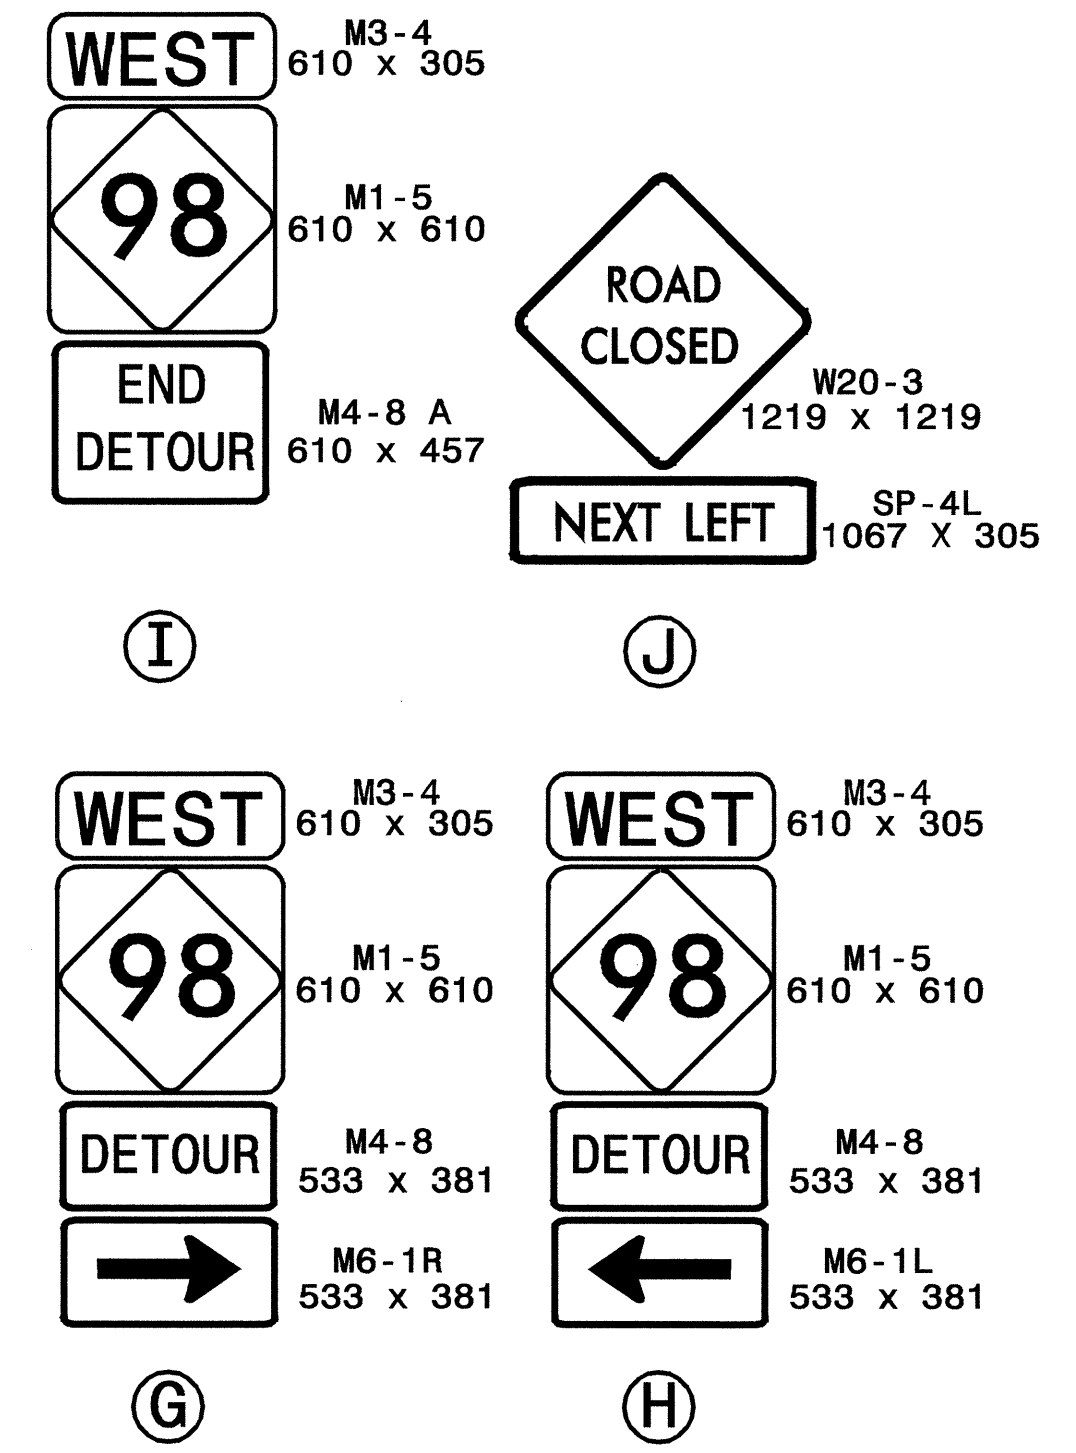 WEST
M3-4
610 x 305
98
M1-5
610 x 610
END
DETOUR
M4-8 A
610 x 457
I
ROAD
CLOSED
W20-3
1219 x 1219
NEXT LEFT
SP-4L
1067 X 305
J
WEST
M3-4
610 x 305
98
M1-5
610 x 610
DETOUR
M4-8
533 x 381
M6-1R
533 x 381
G
WEST
M3-4
610 x 305
98
M1-5
610 x 610
DETOUR
M4-8
533 x 381
M6-1L
533 x 381
H